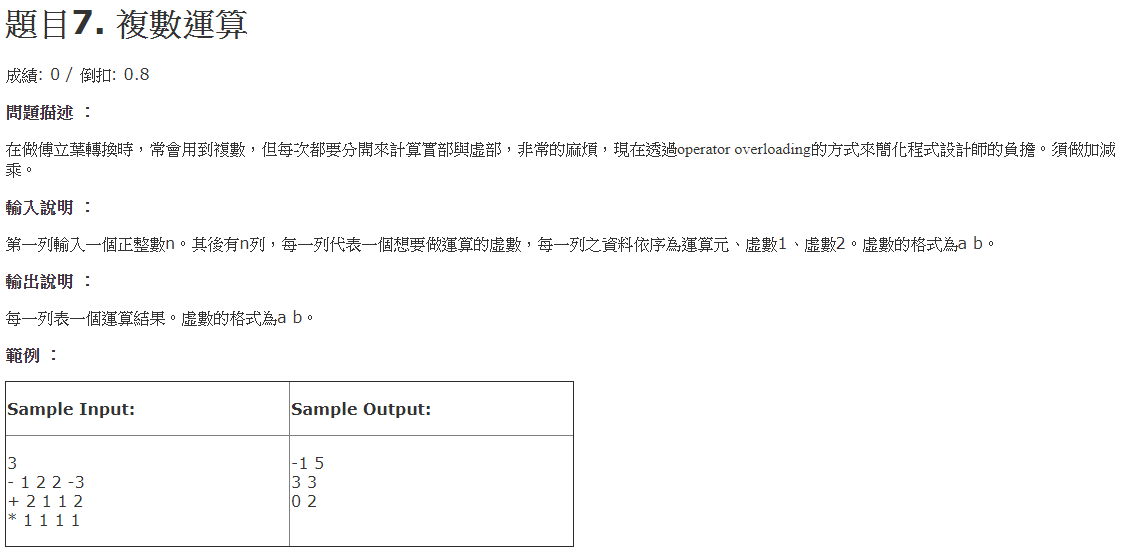 題目7. 複數運算
成績: 0 / 倒扣: 0.8
問題描述 ：
在做傅立葉轉換時，常會用到複數，但每次都要分開來計算實部與虛部，非常的麻煩，現在透過operator overloading的方式來簡化程式設計師的負擔。須做加減
乘。
輸入說明 ：
第一列輸入一個正整數n。其後有n列，每一列代表一個想要做運算的虛數，每一列之資料依序為運算元、虛數1、虛數2。虛數的格式為a b。
輸出說明 ：
每一列表一個運算結果。虛數的格式為a b。
範例 ：
Sample Input:
Sample Output:
3
- 1 2 2 -3
+ 2 1 1 2
* 1 1 1 1
-1 5
3 3
0 2